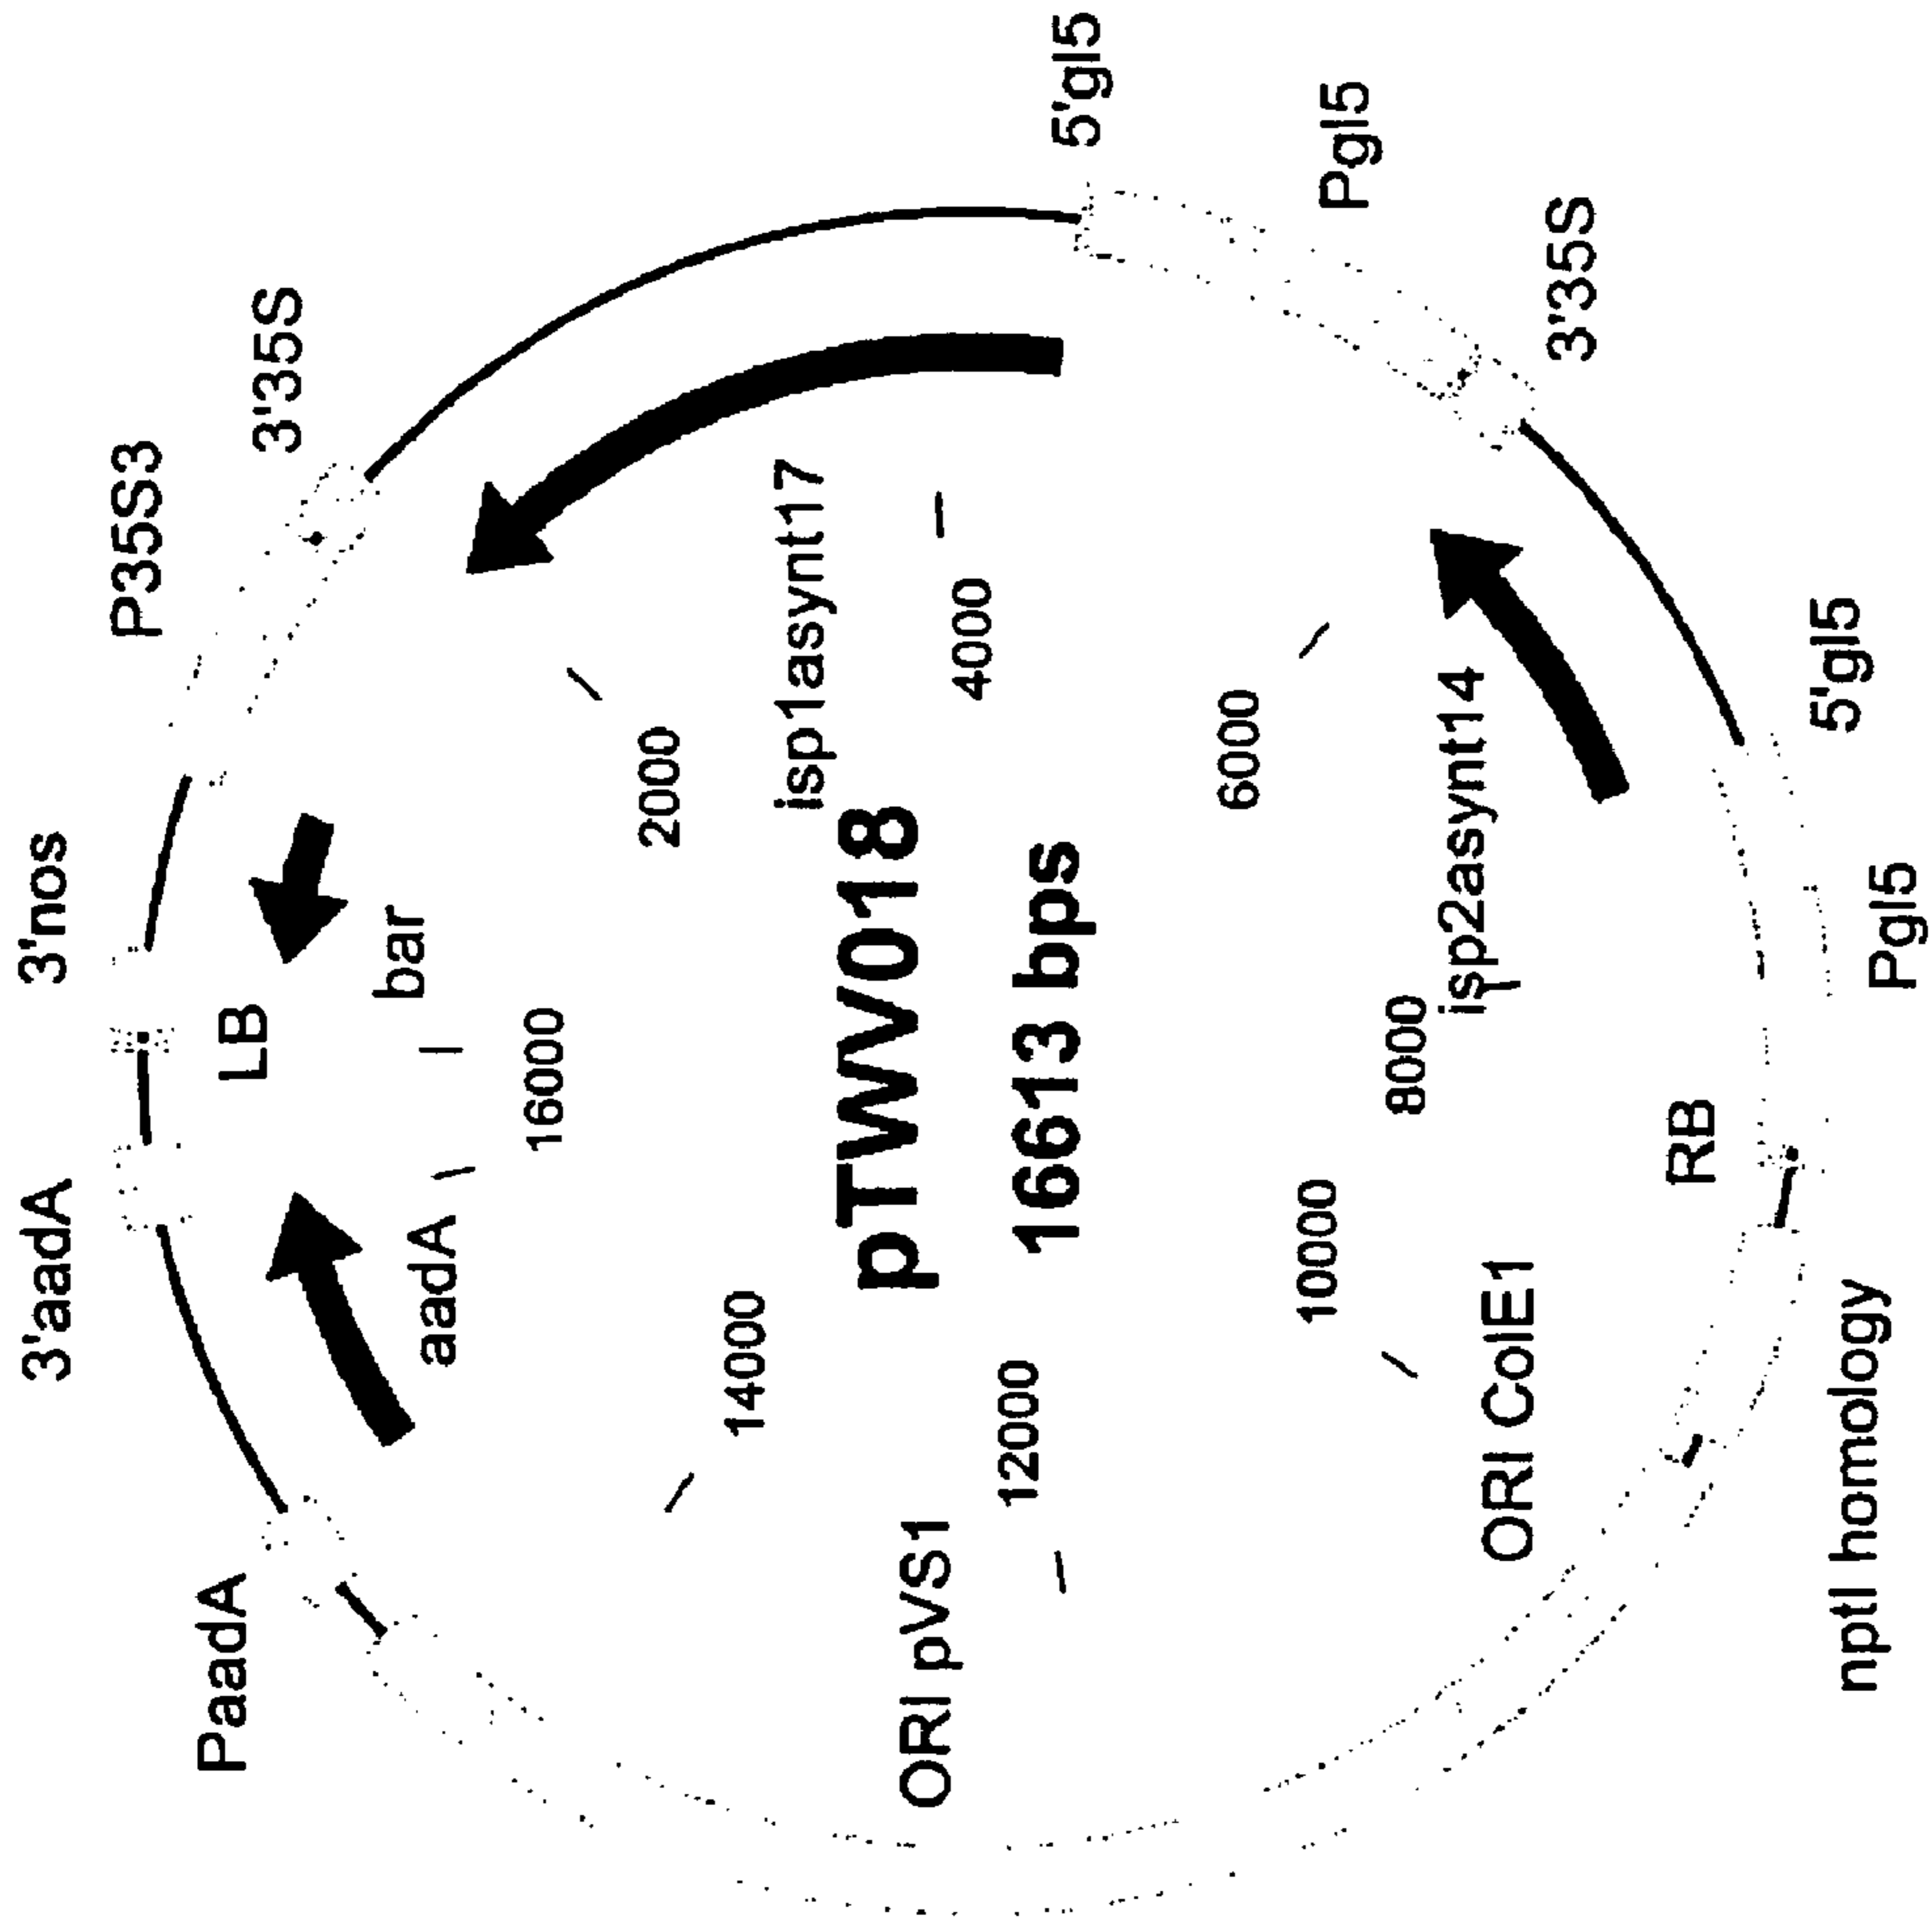 3'nos
LB
bar
P35S3
3'35S
2000
isp1asynt17
4000
5'gl5
Pgl5
3'35S
6000
isp2asynt14
5'gl5
Pgl5
8000
RB
nptI homology
10000
ORI ColE1
12000
ORI pVS1
14000
PaadA
aadA
3'aadA
16000
pTWV018
16613 bps